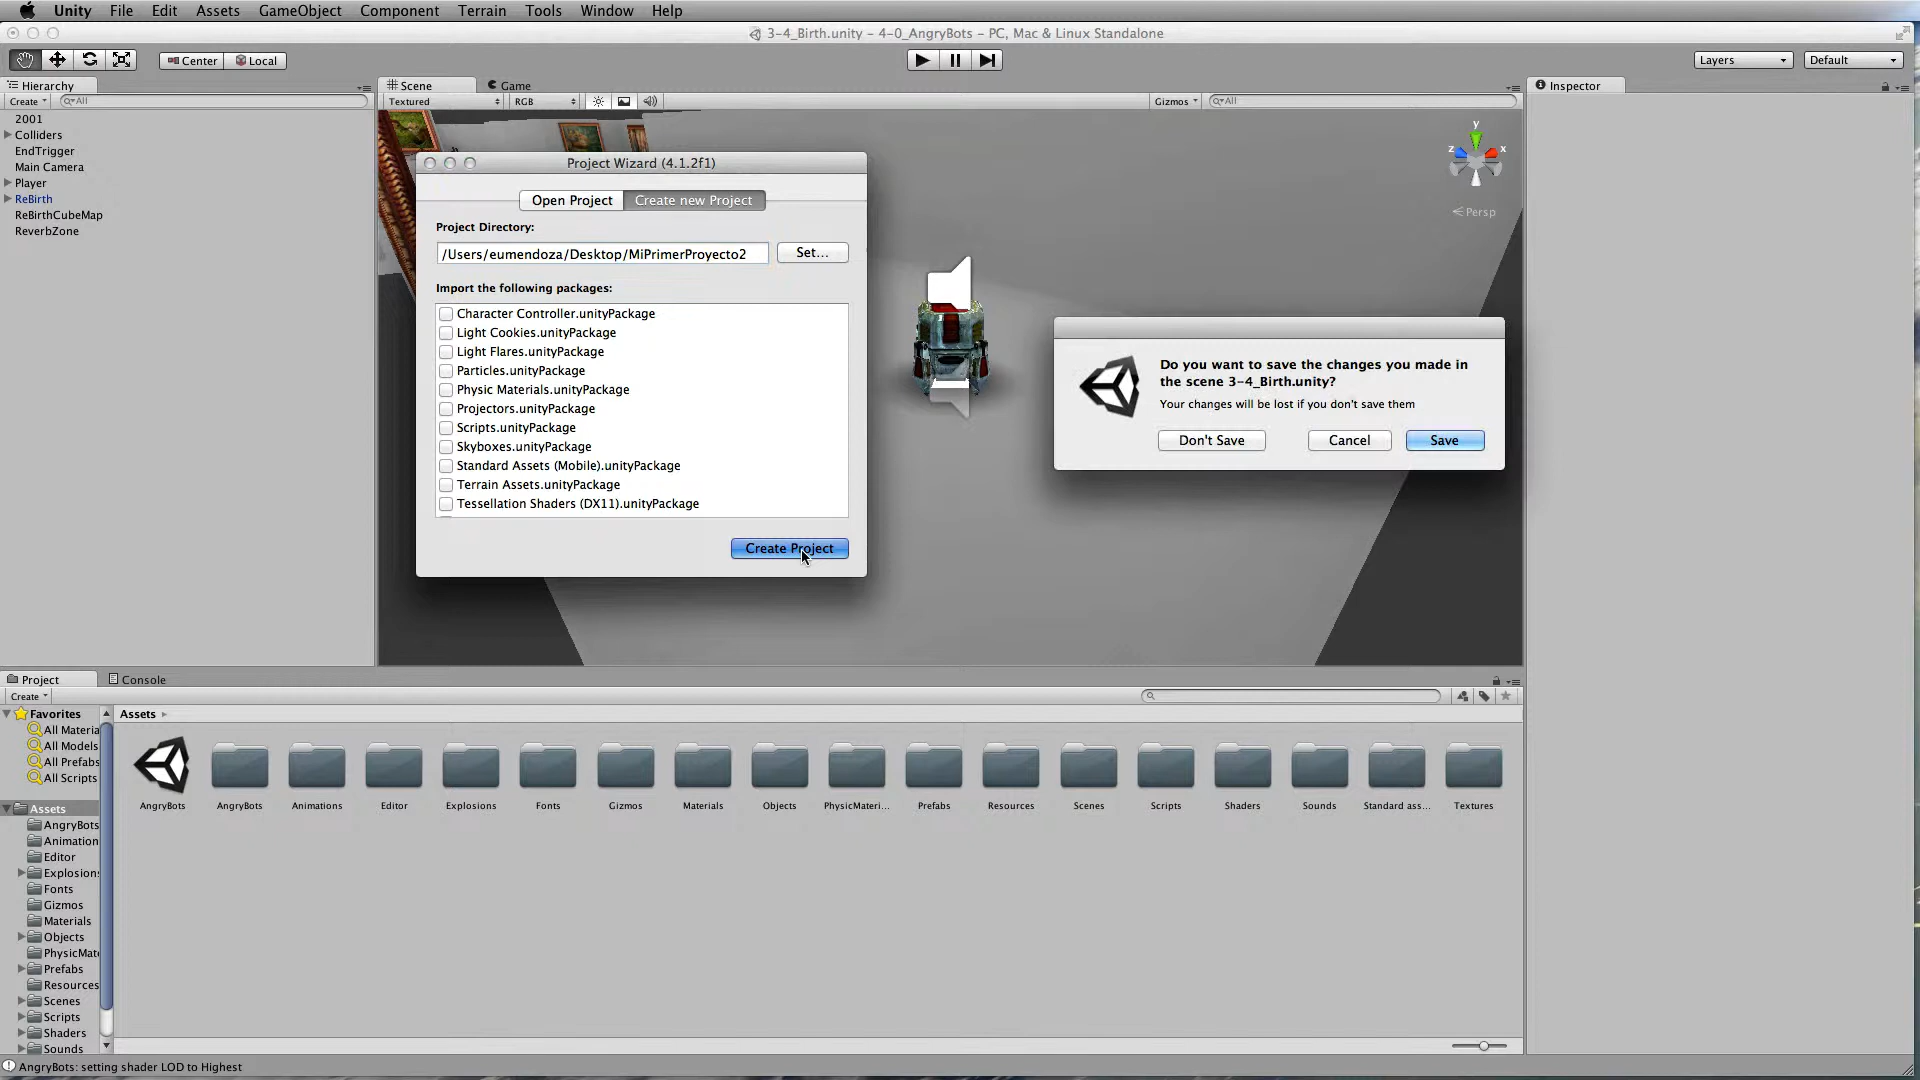 Unity File Edit Assets GameObject Component Terrain Tools Window Help
3-4_Birth.unity - 4-0_AngryBots - PC, Mac & Linux Standalone
Center Local Layers Default
Hierarchy
Create All
2001
Colliders
EndTrigger
Main Camera
Player
ReBirth
ReBirthCubeMap
ReverbZone
Scene Game
Textured RGB Gizmos All
y
z x
Persp
Inspector
Project Wizard (4.1.2f1)
Open Project Create new Project
Project Directory:
/Users/eumendoza/Desktop/MiPrimerProyecto2 Set...
Import the following packages:
Character Controller.unityPackage
Light Cookies.unityPackage
Light Flares.unityPackage
Particles.unityPackage
Physic Materials.unityPackage
Projectors.unityPackage
Scripts.unityPackage
Skyboxes.unityPackage
Standard Assets (Mobile).unityPackage
Terrain Assets.unityPackage
Tessellation Shaders (DX11).unityPackage
Create Project
Do you want to save the changes you made in
the scene 3-4_Birth.unity?
Your changes will be lost if you don't save them
Don't Save Cancel Save
Project Console
Create
Favorites
All Materia
All Models
All Prefabs
All Scripts
Assets
AngryBots
Animation
Editor
Explosions
Fonts
Gizmos
Materials
Objects
PhysicMate
Prefabs
Resources
Scenes
Scripts
Shaders
Sounds
Assets
AngryBots AngryBots Animations Editor Explosions Fonts Gizmos Materials Objects PhysicMateri... Prefabs Resources Scenes Scripts Shaders Sounds Standard ass... Textures
AngryBots: setting shader LOD to Highest